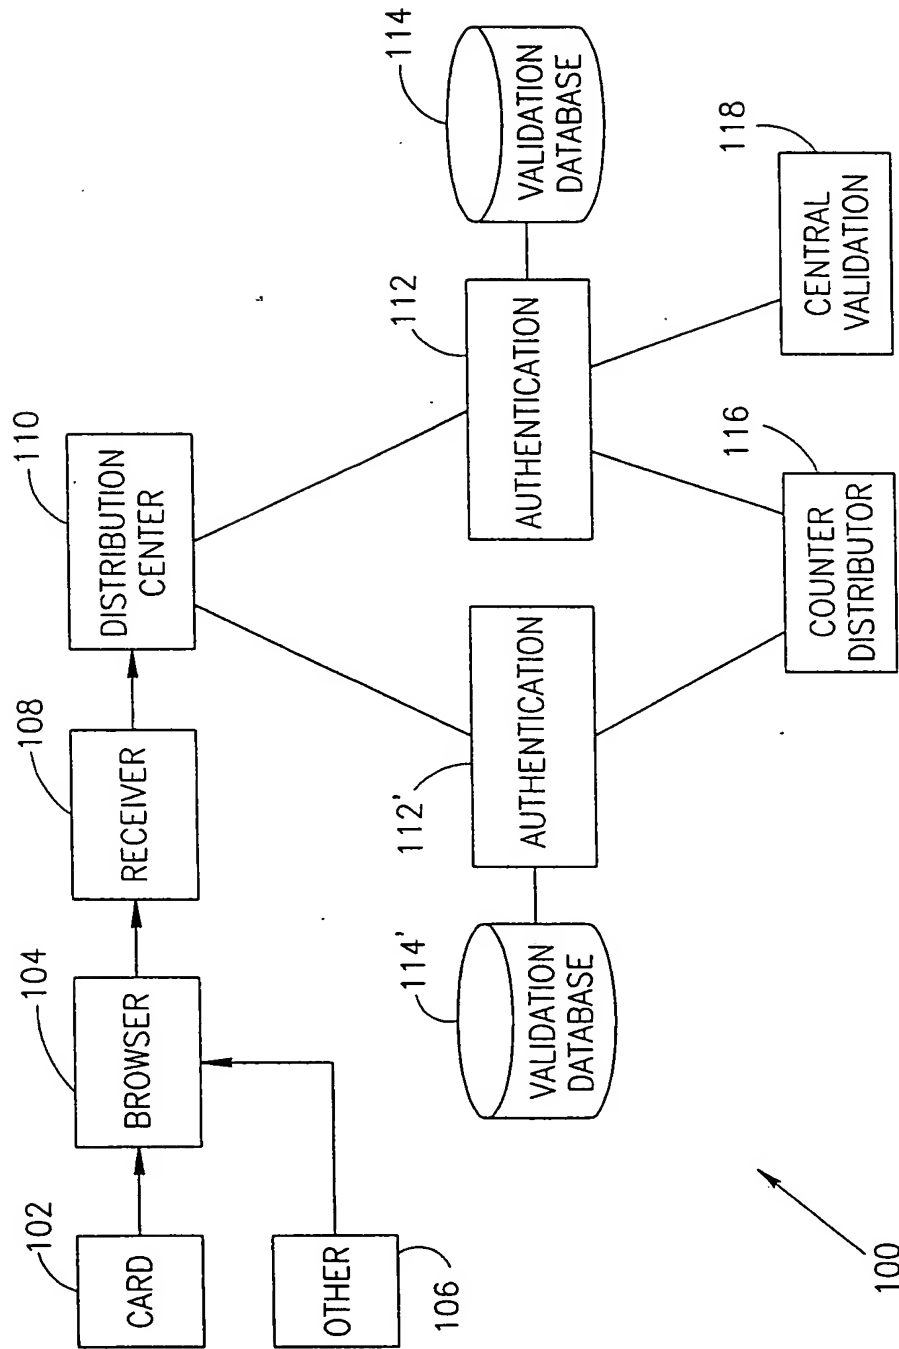 102
CARD
104
BROWSER
108
RECEIVER
110
DISTRIBUTION
CENTER
OTHER
106
114'
VALIDATION
DATABASE
112'
AUTHENTICATION
112
AUTHENTICATION
114
VALIDATION
DATABASE
116
COUNTER
DISTRIBUTOR
118
CENTRAL
VALIDATION
100